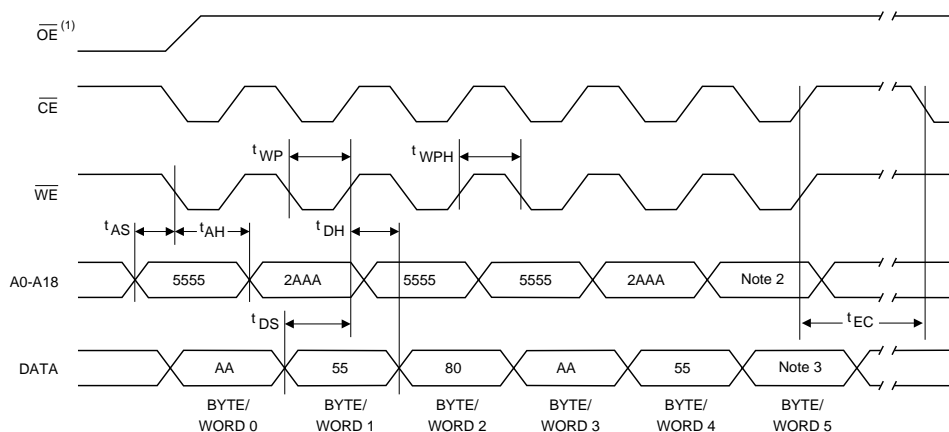 OE (1)
CE
t WP
t WPH
WE
t AS
t AH
t DH
A0-A18
5555
2AAA
5555
5555
2AAA
Note 2
t DS
t EC
DATA
AA
55
80
AA
55
Note 3
BYTE/
WORD 0
BYTE/
WORD 1
BYTE/
WORD 2
BYTE/
WORD 3
BYTE/
WORD 4
BYTE/
WORD 5